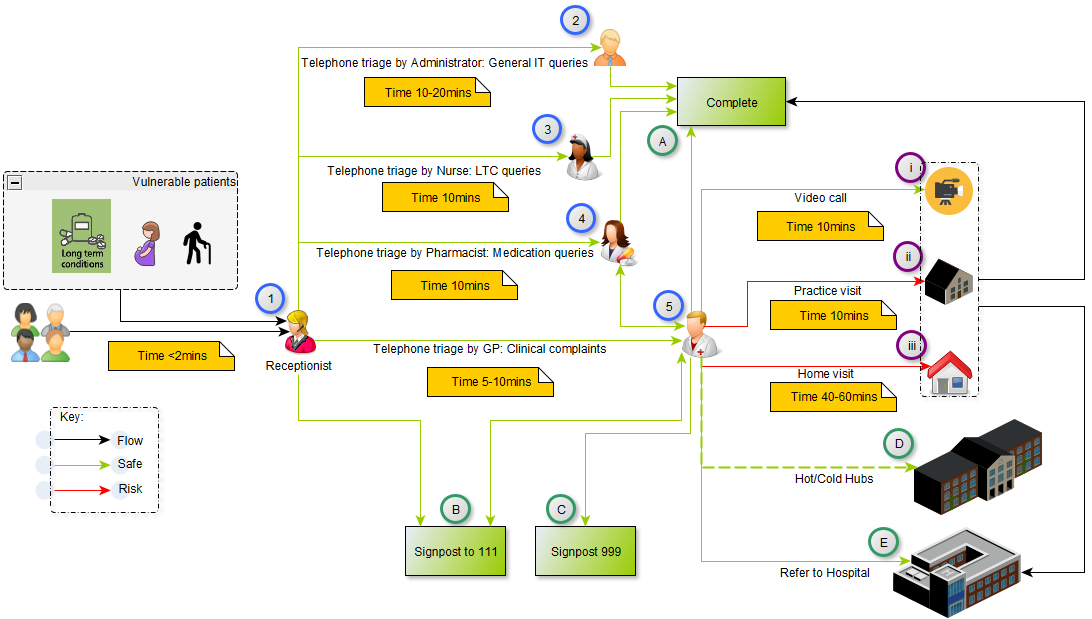 2
Telephone triage by Administrator: General IT queries
Time 10-20mins
Complete
3
A
Telephone triage by Nurse: LTC queries
Time 10mins
Vulnerable patients
Long term
conditions
i
Video call
Time 10mins
4
Telephone triage by Pharmacist: Medication queries
Time 10mins
ii
Practice visit
Time 10mins
1
5
Receptionist
Time <2mins
Telephone triage by GP: Clinical complaints
Time 5-10mins
iii
Home visit
Time 40-60mins
Key:
Flow
Safe
Risk
D
Hot/Cold Hubs
B
Signpost to 111
C
Signpost 999
E
Refer to Hospital